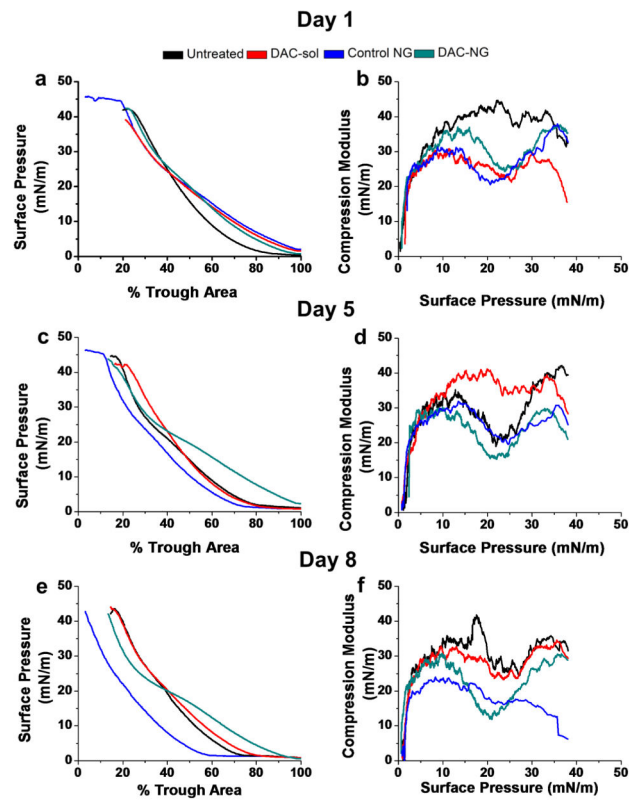 Day 1
Untreated DAC-sol Control NG DAC-NG
a
b
Surface Pressure
(mN/m)
50
40
30
20
10
0
0 20 40 60 80 100
% Trough Area
Compression Modulus
(mN/m)
50
40
30
20
10
0
0 10 20 30 40 50
Surface Pressure (mN/m)
Day 5
c
d
Surface Pressure
(mN/m)
50
40
30
20
10
0
0 20 40 60 80 100
% Trough Area
Compression Modulus
(mN/m)
50
40
30
20
10
0
0 10 20 30 40 50
Surface Pressure (mN/m)
Day 8
e
f
Surface Pressure
(mN/m)
50
40
30
20
10
0
0 20 40 60 80 100
% Trough Area
Compression Modulus
(mN/m)
50
40
30
20
10
0
0 10 20 30 40 50
Surface Pressure (mN/m)